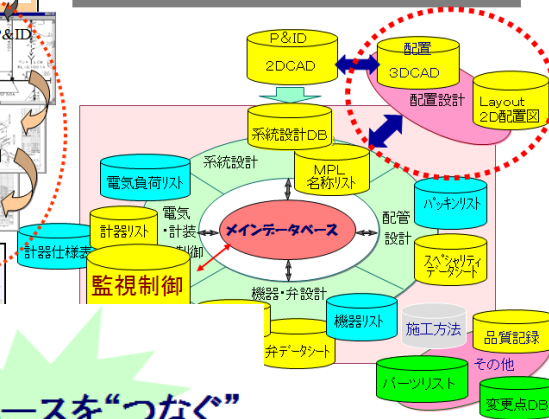 P&ID
P&ID
2DCAD
配置
3DCAD
配置設計
Layout
2D配置図
系統設計DB
系統設計
MPL
名称リスト
電気負荷リスト
パッキンリスト
計器リスト
電気
・計装
制御
配管
設計
メインデータベース
計器仕様表
スペシャリティ
データシート
監視制御
機器・弁設計
機器リスト
施工方法
品質記録
弁データシート
その他
パーツリスト
変更点DB
ースを“つなぐ”